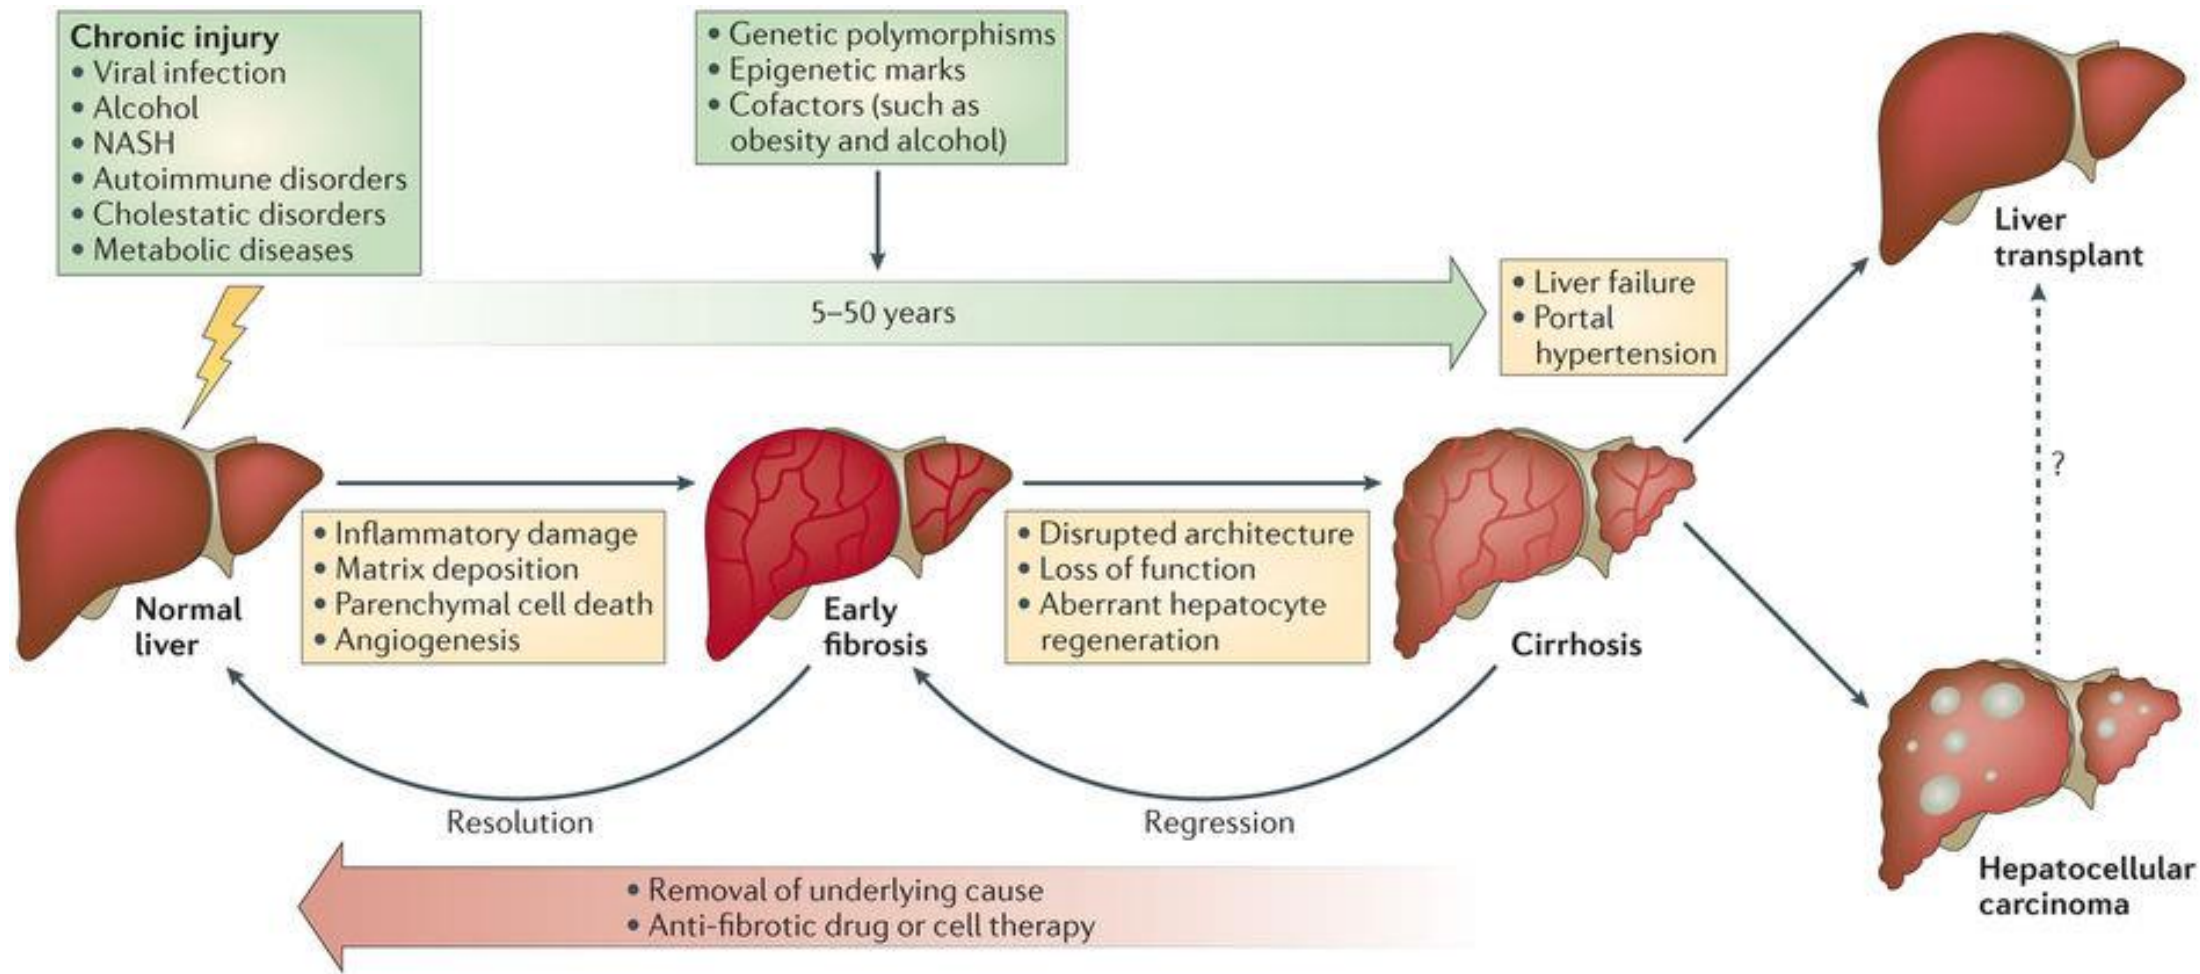 Chronic injury
• Viral infection
• Alcohol
• NASH
• Autoimmune disorders
• Cholestatic disorders
• Metabolic diseases
• Genetic polymorphisms
• Epigenetic marks
• Cofactors (such as
obesity and alcohol)
5–50 years
• Liver failure
• Portal
hypertension
Liver
transplant
?
Normal
liver
• Inflammatory damage
• Matrix deposition
• Parenchymal cell death
• Angiogenesis
Early
fibrosis
• Disrupted architecture
• Loss of function
• Aberrant hepatocyte
regeneration
Cirrhosis
Hepatocellular
carcinoma
Resolution
Regression
• Removal of underlying cause
• Anti-fibrotic drug or cell therapy